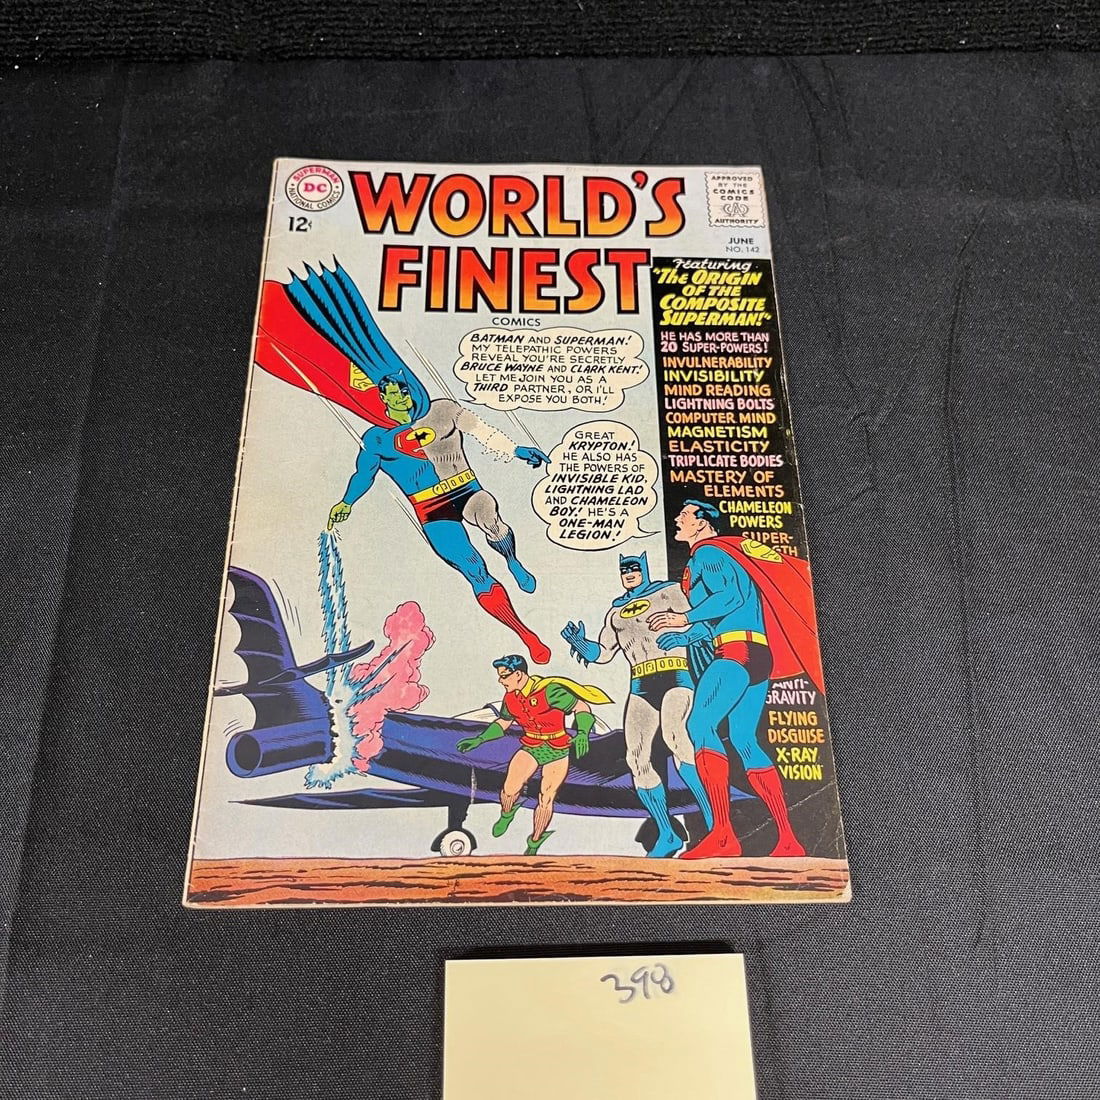 SUPERMAN
DC
NATIONAL COMICS
12¢
WORLD'S
FINEST
COMICS
APPROVED
BY THE
COMICS
CODE
CA
AUTHORITY
JUNE
NO. 142
Featuring
"The ORIGIN
OF THE
COMPOSITE
SUPERMAN!"
HE HAS MORE THAN
20 SUPER-POWERS!
INVULNERABILITY
INVISIBILITY
MIND READING
LIGHTNING BOLTS
COMPUTER MIND
MAGNETISM
ELASTICITY
TRIPLICATE BODIES
MASTERY OF
ELEMENTS
CHAMELEON
POWERS
SUPER-
GTH
ANTI-
GRAVITY
FLYING
DISGUISE
X-RAY
VISION
BATMAN AND SUPERMAN!
MY TELEPATHIC POWERS
REVEAL YOU'RE SECRETLY
BRUCE WAYNE AND CLARK KENT!
LET ME JOIN YOU AS A
THIRD PARTNER, OR I'LL
EXPOSE YOU BOTH!
GREAT
KRYPTON!
HE ALSO HAS
THE POWERS OF
INVISIBLE KID,
LIGHTNING LAD
AND CHAMELEON
BOY! HE'S A
ONE-MAN
LEGION!
R
398